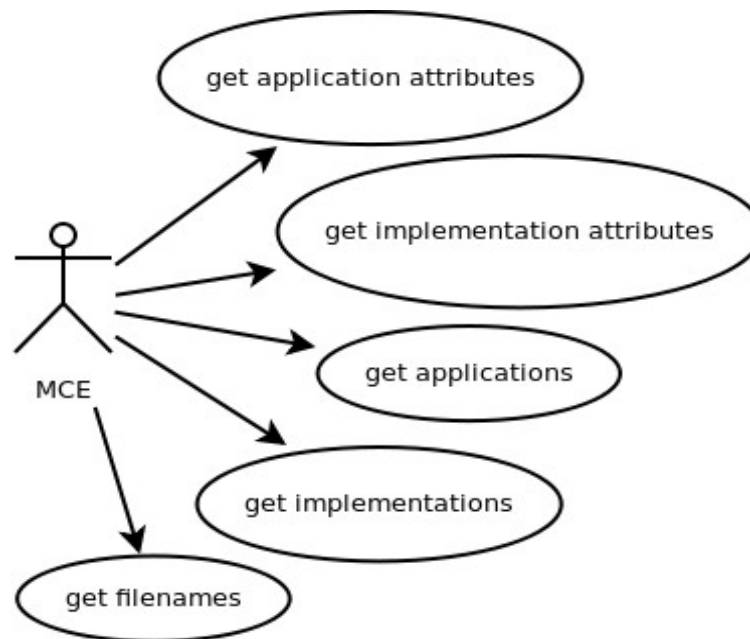 get application attributes
get implementation attributes
get applications
MCE
get implementations
get filenames